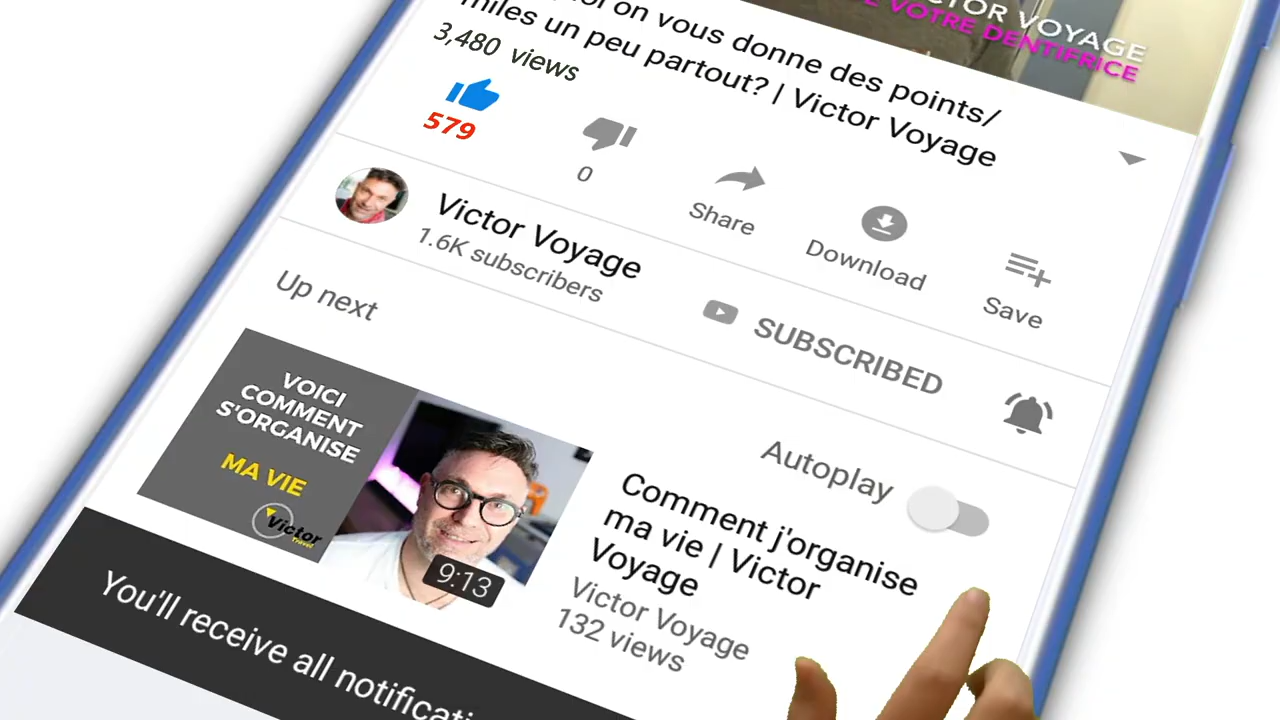 CTOR VOYAGE
VOTRE DENTIFRICE
on vous donne des points/
miles un peu partout? | Victor Voyage
3,480 views
579
0
Share
Download
Save
Victor Voyage
1.6K subscribers
SUBSCRIBED
Up next
Autoplay
VOICI
COMMENT
S'ORGANISE
MA VIE
Victor
Travel
9:13
Comment j'organise
ma vie | Victor
Voyage
Victor Voyage
132 views
You'll receive all notificati